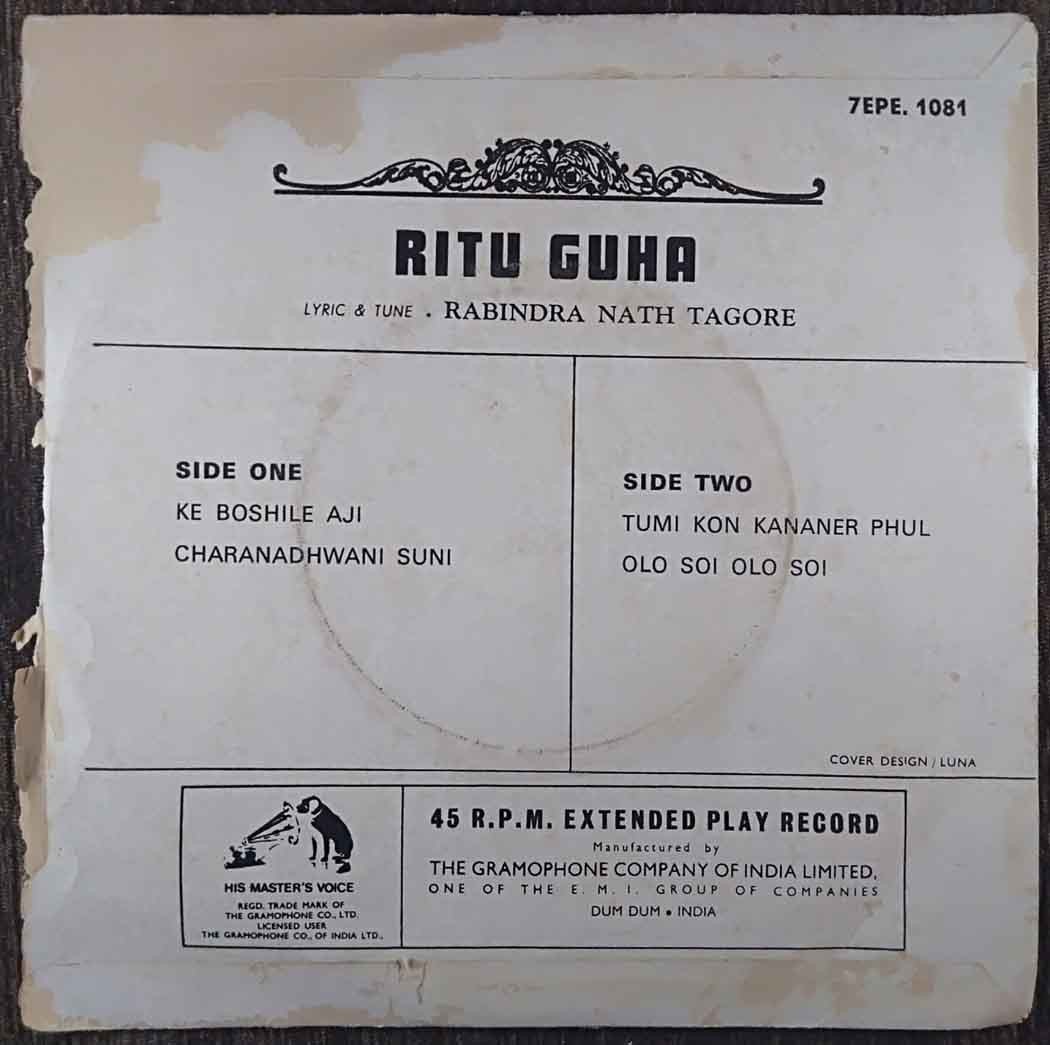 7EPE. 1081
RITU GUHA
LYRIC & TUNE . RABINDRA NATH TAGORE
SIDE ONE
KE BOSHILE AJI
CHARANADHWANI SUNI
SIDE TWO
TUMI KON KANANER PHUL
OLO SOI OLO SOI
COVER DESIGN / LUNA
HIS MASTER'S VOICE
REGD. TRADE MARK OF
THE GRAMOPHONE CO., LTD.
LICENSED USER
THE GRAMOPHONE CO., OF INDIA LTD.,
45 R.P.M. EXTENDED PLAY RECORD
Manufactured by
THE GRAMOPHONE COMPANY OF INDIA LIMITED,
ONE OF THE E. M. I. GROUP OF COMPANIES
DUM DUM • INDIA